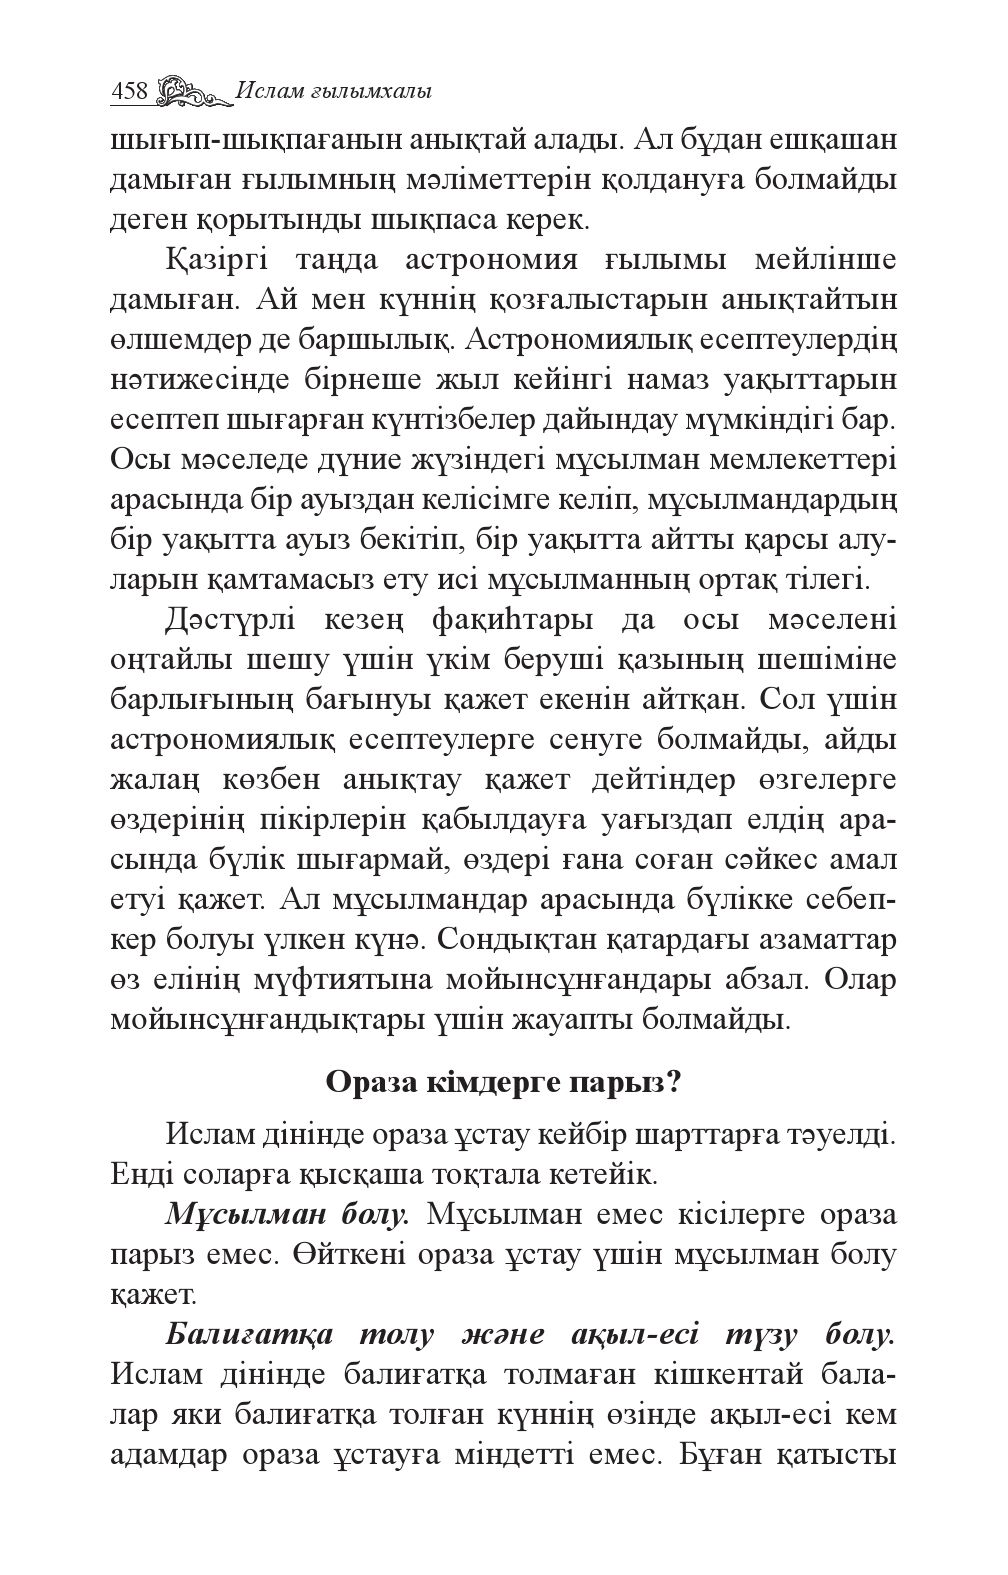 458 Ислам ғылымхалы
шығып-шықпағанын анықтай алады. Ал бұдан ешқашан
дамыған ғылымның мәліметтерін қолдануға болмайды
деген қорытынды шықпаса керек.
Қазіргі таңда астрономия ғылымы мейлінше
дамыған. Ай мен күннің қозғалыстарын анықтайтын
өлшемдер де баршылық. Астрономиялық есептеулердің
нәтижесінде бірнеше жыл кейінгі намаз уақыттарын
есептеп шығарған күнтізбелер дайындау мүмкіндігі бар.
Осы мәселеде дүние жүзіндегі мұсылман мемлекеттері
арасында бір ауыздан келісімге келіп, мұсылмандардың
бір уақытта ауыз бекітіп, бір уақытта айтты қарсы алу-
ларын қамтамасыз ету исі мұсылманның ортақ тілегі.
Дәстүрлі кезең фақиһтары да осы мәселені
оңтайлы шешу үшін үкім беруші қазының шешіміне
барлығының бағынуы қажет екенін айтқан. Сол үшін
астрономиялық есептеулерге сенуге болмайды, айды
жалаң көзбен анықтау қажет дейтіндер өзгелерге
өздерінің пікірлерін қабылдауға уағыздап елдің ара-
сында бүлік шығармай, өздері ғана соған сәйкес амал
етуі қажет. Ал мұсылмандар арасында бүлікке себеп-
кер болуы үлкен күнә. Сондықтан қатардағы азаматтар
өз елінің мүфтиятына мойынсұнғандары абзал. Олар
мойынсұнғандықтары үшін жауапты болмайды.
Ораза кімдерге парыз?
Ислам дінінде ораза ұстау кейбір шарттарға тәуелді.
Енді соларға қысқаша тоқтала кетейік.
Мұсылман болу. Мұсылман емес кісілерге ораза
парыз емес. Өйткені ораза ұстау үшін мұсылман болу
қажет.
Балиғатқа толу және ақыл-есі түзу болу.
Ислам дінінде балиғатқа толмаған кішкентай бала-
лар яки балиғатқа толған күннің өзінде ақыл-есі кем
адамдар ораза ұстауға міндетті емес. Бұған қатысты